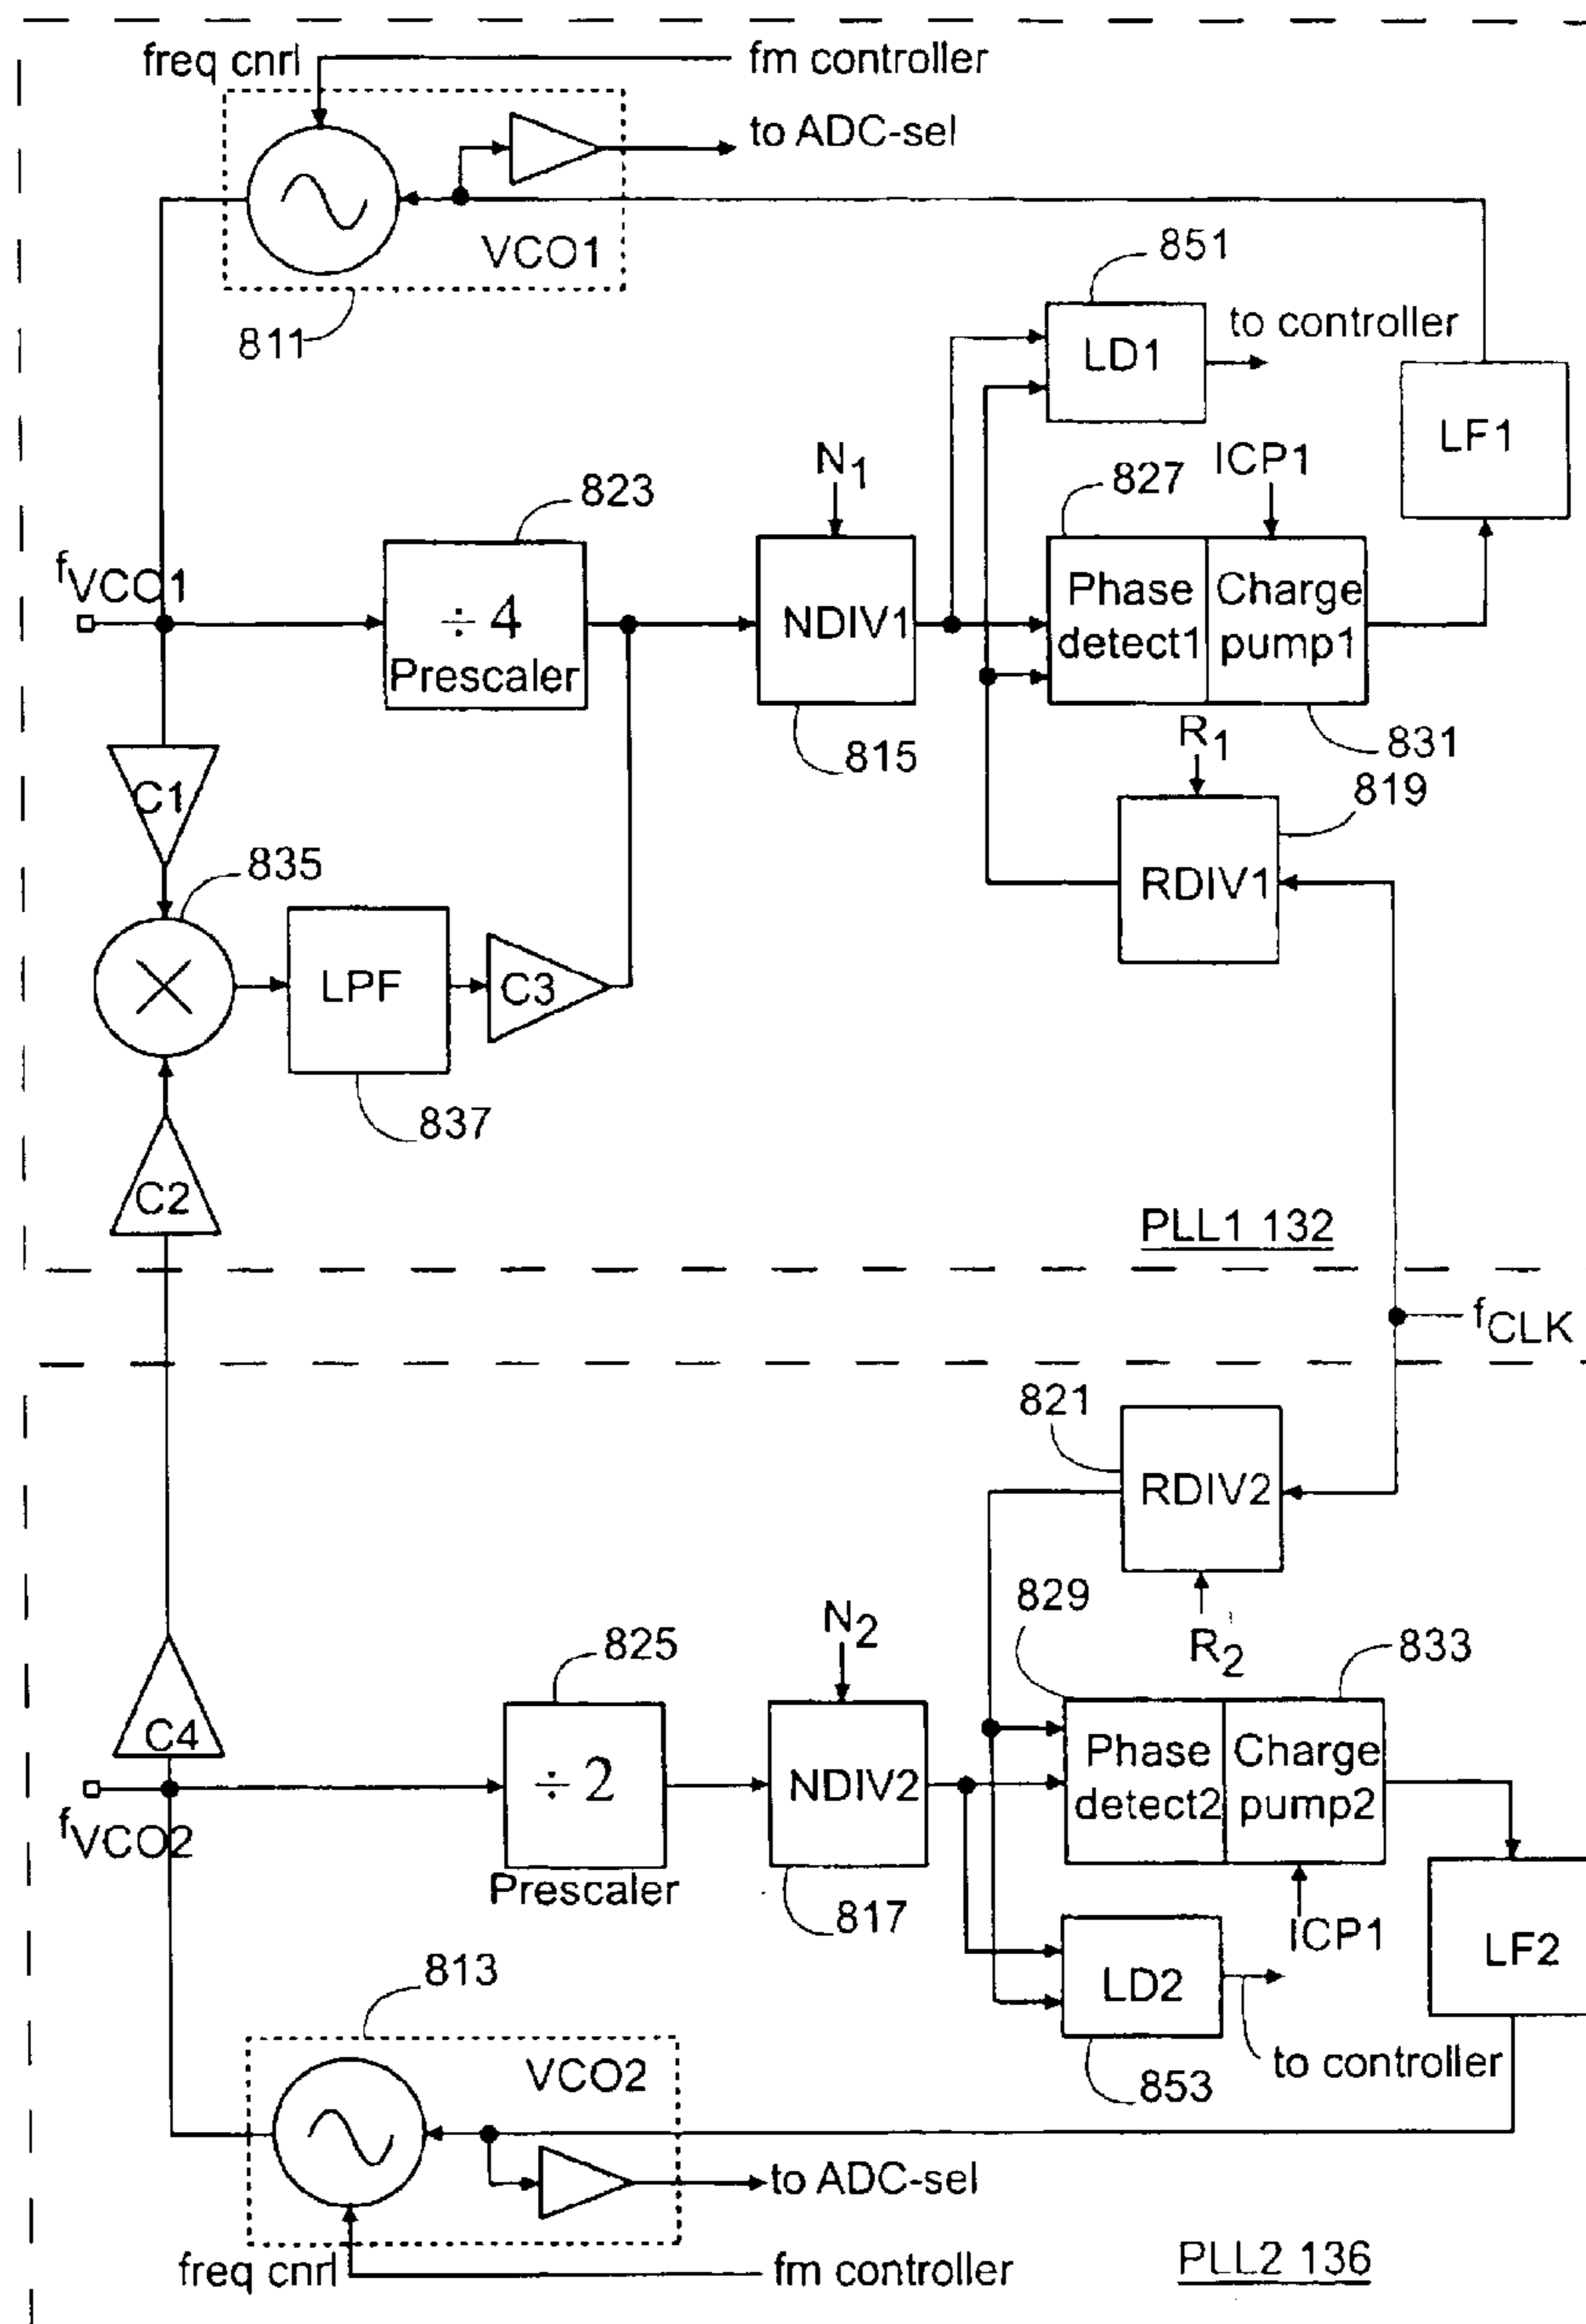 freq cnrl
fm controller
to ADC-sel
VCO1
811
851
LD1
to controller
LF1
823
N1
827
ICP1
fVCO1
÷ 4
Prescaler
NDIV1
Phase
detect1
Charge
pump1
815
R1
831
819
C1
835
RDIV1
LPF
C3
837
C2
PLL1 132
fCLK
821
RDIV2
829
R2
833
N2
825
C4
÷ 2
NDIV2
Phase
detect2
Charge
pump2
fVCO2
Prescaler
817
ICP1
LF2
813
LD2
VCO2
853
to controller
to ADC-sel
freq cnrl
fm controller
PLL2 136